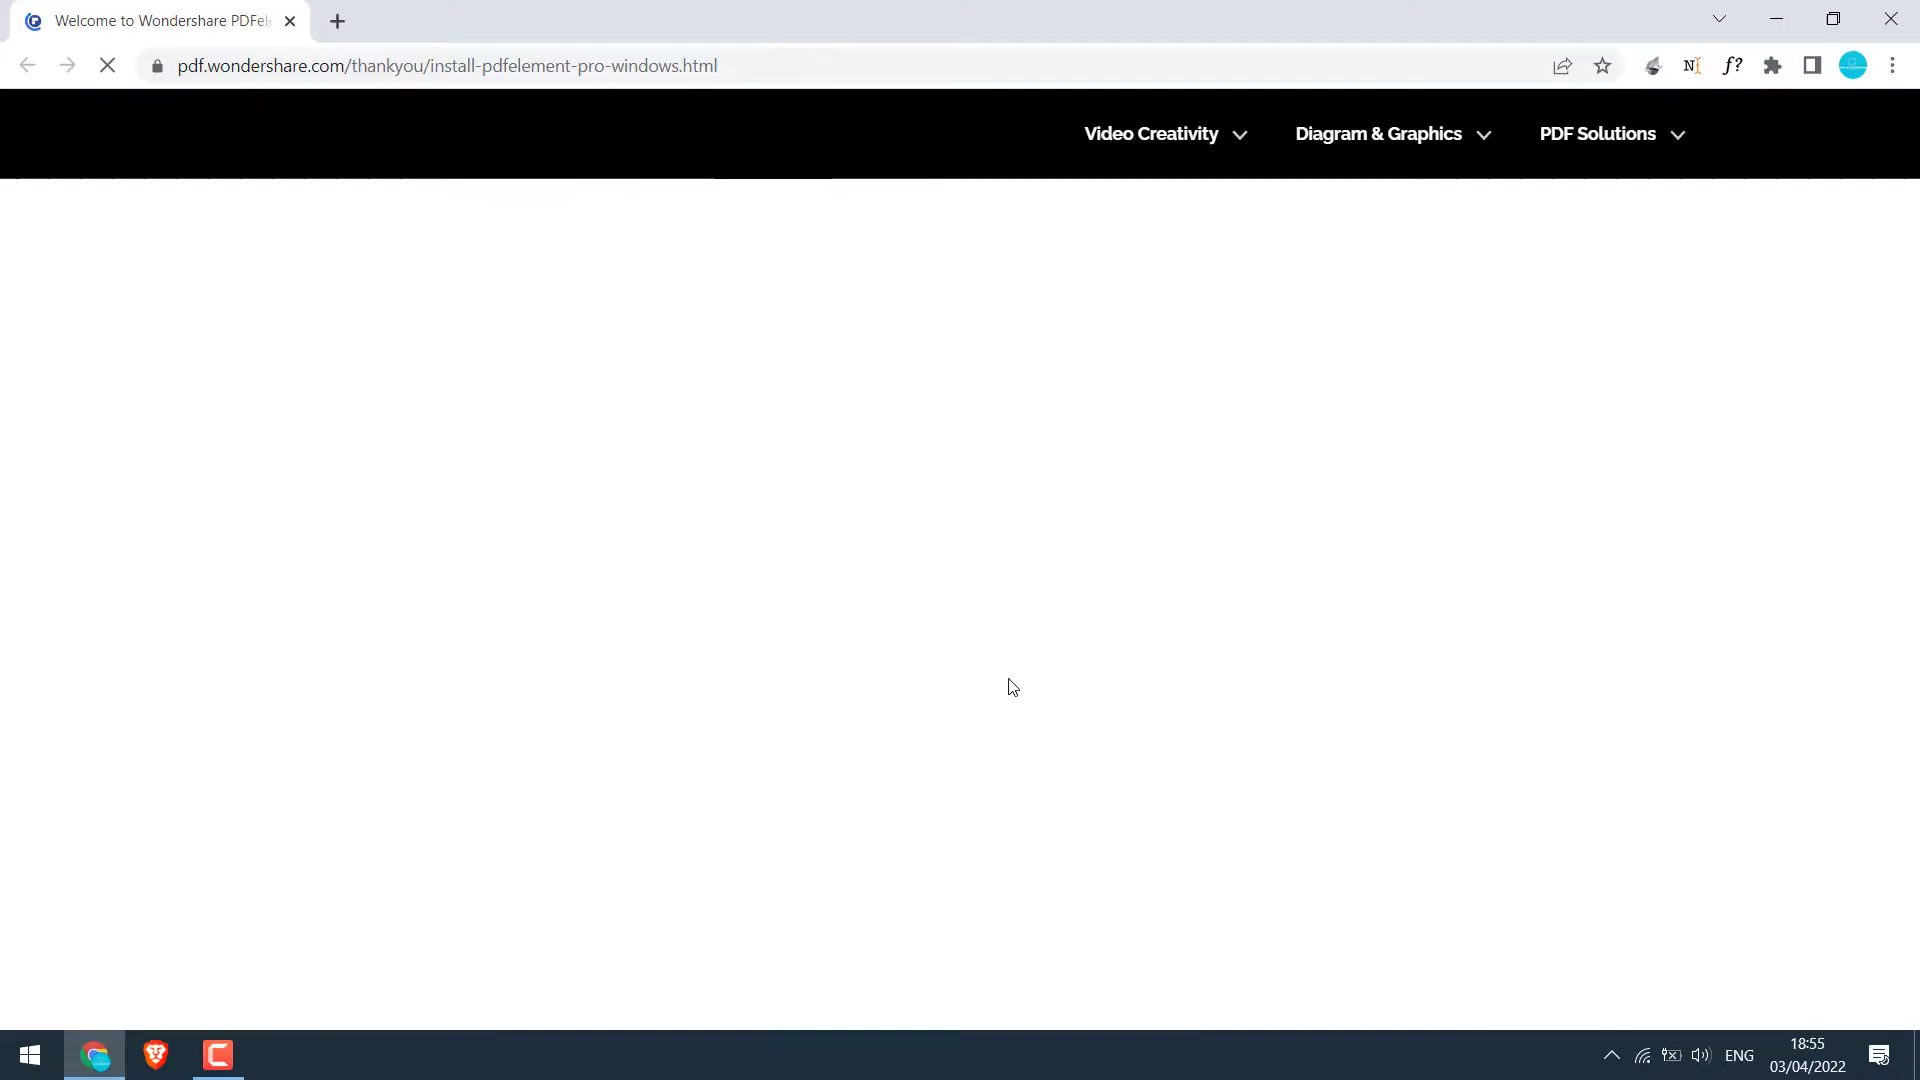 Welcome to Wondershare PDFel
pdf.wondershare.com/thankyou/install-pdfelement-pro-windows.html
N
f?
Video Creativity
Diagram & Graphics
PDF Solutions
ENG
18:55
03/04/2022